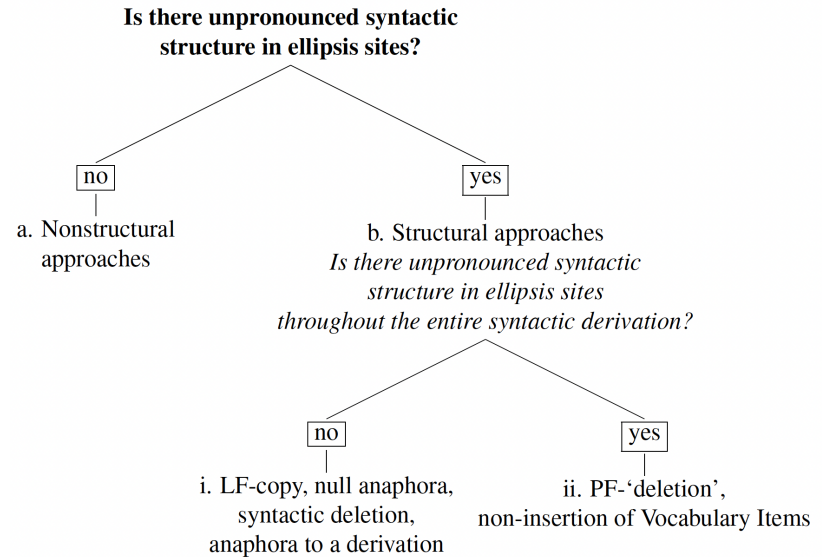 Is there unpronounced syntactic
structure in ellipsis sites?
no
yes
a. Nonstructural
approaches
b. Structural approaches
Is there unpronounced syntactic
structure in ellipsis sites
throughout the entire syntactic derivation?
no
yes
i. LF-copy, null anaphora,
syntactic deletion,
anaphora to a derivation
ii. PF-‘deletion’,
non-insertion of Vocabulary Items